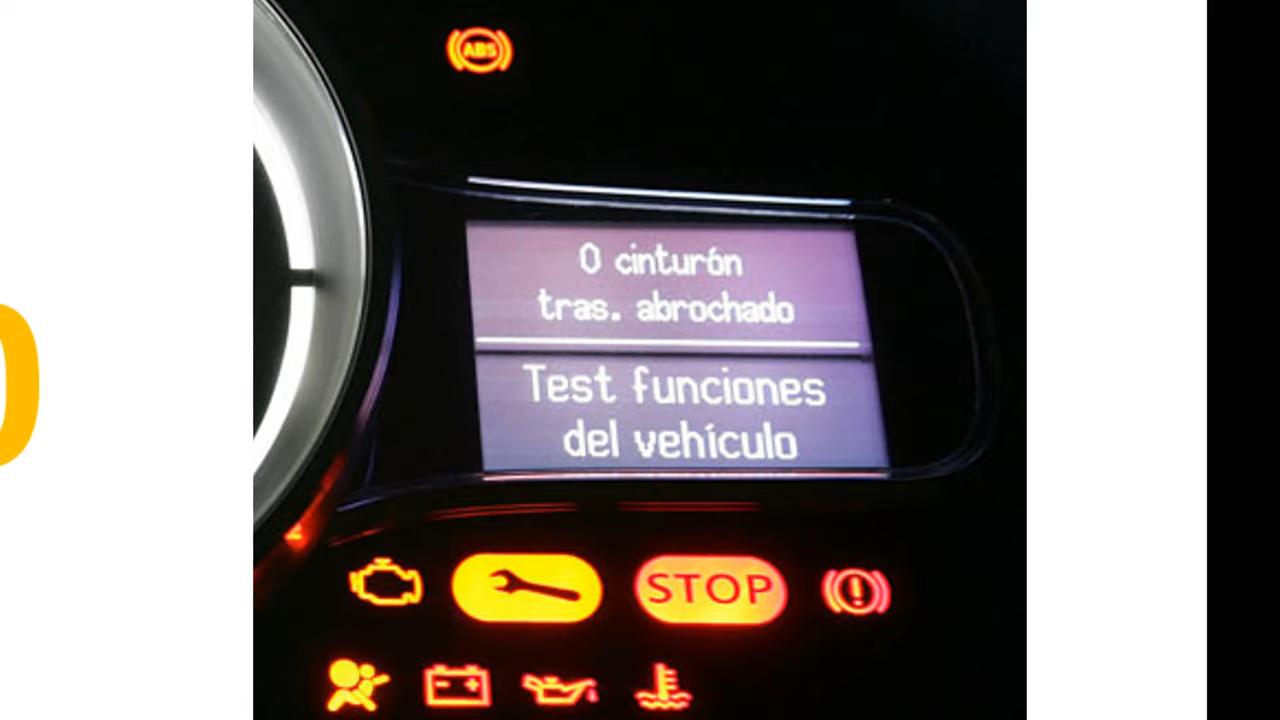 ABS
0 cinturón
tras. abrochado
Test funciones
del vehículo
STOP